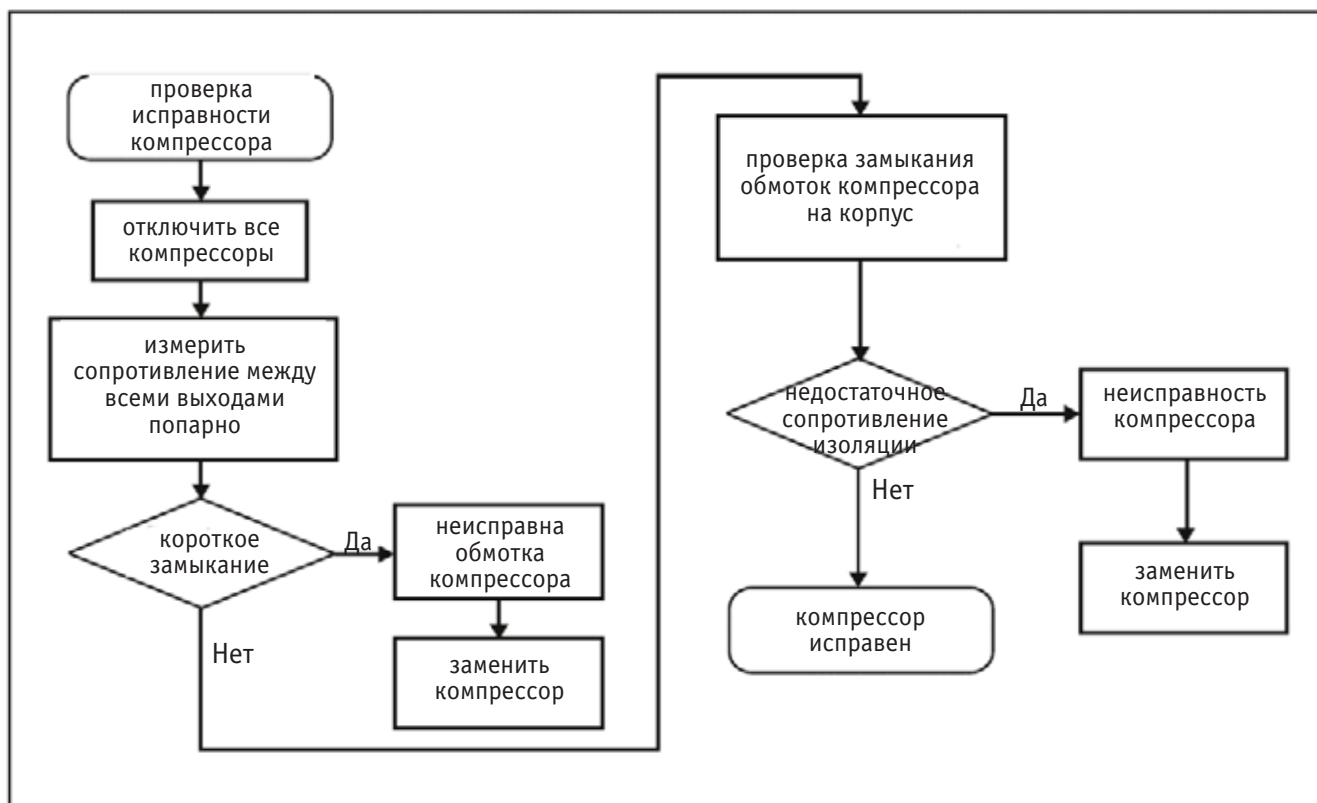 проверка
исправности
компрессора
отключить все
компрессоры
измерить
сопротивление между
всеми выходами
попарно
короткое
замыкание
Да
неисправна
обмотка
компрессора
заменить
компрессор
Нет
проверка замыкания
обмоток компрессора
на корпус
недостаточное
сопротивление
изоляции
Да
неисправность
компрессора
заменить
компрессор
Нет
компрессор
исправен